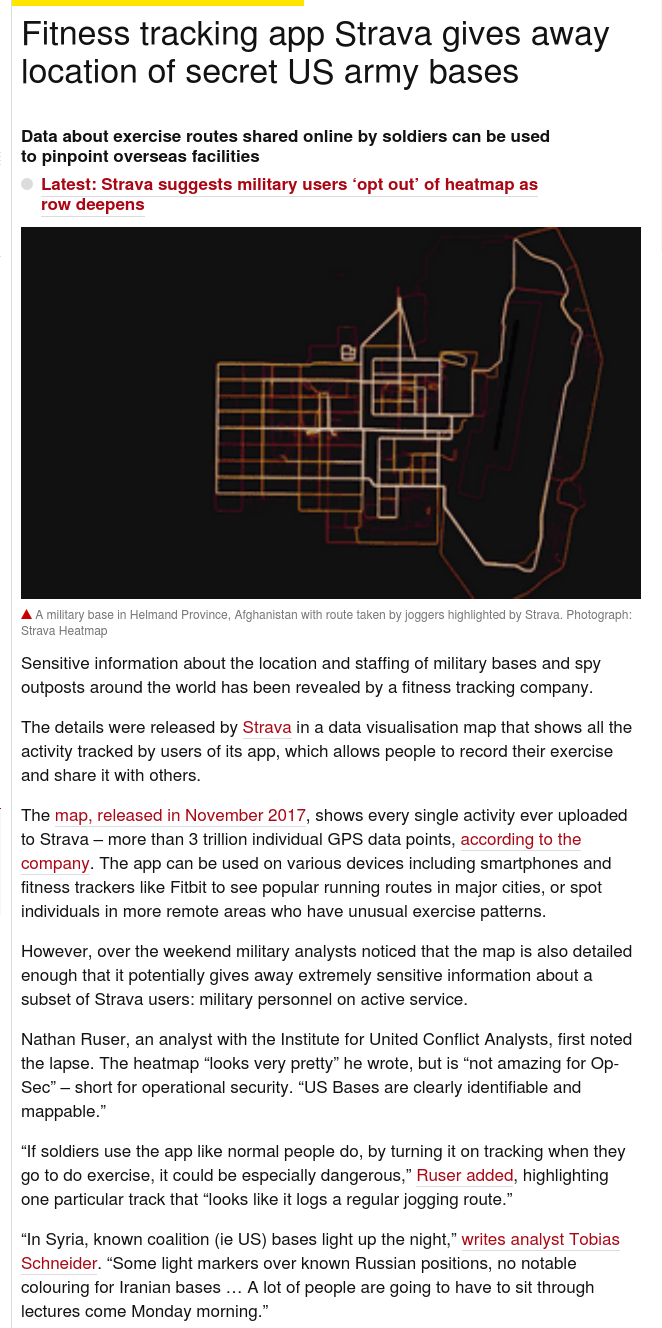 Fitness tracking app Strava gives away
location of secret US army bases
Data about exercise routes shared online by soldiers can be used
to pinpoint overseas facilities
Latest: Strava suggests military users ‘opt out’ of heatmap as
row deepens
A military base in Helmand Province, Afghanistan with route taken by joggers highlighted by Strava. Photograph:
Strava Heatmap
Sensitive information about the location and staffing of military bases and spy
outposts around the world has been revealed by a fitness tracking company.
The details were released by Strava in a data visualisation map that shows all the
activity tracked by users of its app, which allows people to record their exercise
and share it with others.
The map, released in November 2017, shows every single activity ever uploaded
to Strava – more than 3 trillion individual GPS data points, according to the
company. The app can be used on various devices including smartphones and
fitness trackers like Fitbit to see popular running routes in major cities, or spot
individuals in more remote areas who have unusual exercise patterns.
However, over the weekend military analysts noticed that the map is also detailed
enough that it potentially gives away extremely sensitive information about a
subset of Strava users: military personnel on active service.
Nathan Ruser, an analyst with the Institute for United Conflict Analysts, first noted
the lapse. The heatmap “looks very pretty” he wrote, but is “not amazing for Op-
Sec” – short for operational security. “US Bases are clearly identifiable and
mappable.”
“If soldiers use the app like normal people do, by turning it on tracking when they
go to do exercise, it could be especially dangerous,” Ruser added, highlighting
one particular track that “looks like it logs a regular jogging route.”
“In Syria, known coalition (ie US) bases light up the night,” writes analyst Tobias
Schneider. “Some light markers over known Russian positions, no notable
colouring for Iranian bases … A lot of people are going to have to sit through
lectures come Monday morning.”